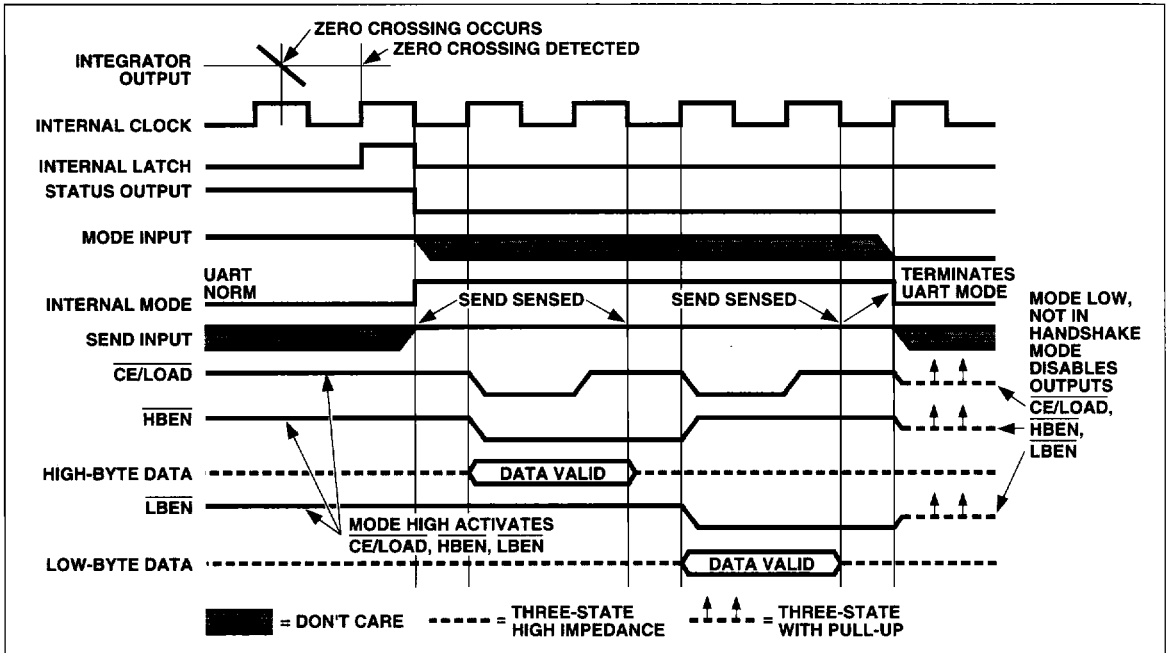 ZERO CROSSING OCCURS
ZERO CROSSING DETECTED
INTEGRATOR
OUTPUT
INTERNAL CLOCK
INTERNAL LATCH
STATUS OUTPUT
MODE INPUT
UART
NORM
INTERNAL MODE
SEND SENSED
SEND SENSED
TERMINATES
UART MODE
SEND INPUT
MODE LOW,
NOT IN
HANDSHAKE
MODE
DISABLES
OUTPUTS
CE/LOAD,
HBEN,
LBEN
CE/LOAD
HBEN
HIGH-BYTE DATA
DATA VALID
LBEN
MODE HIGH ACTIVATES
CE/LOAD, HBEN, LBEN
LOW-BYTE DATA
DATA VALID
= DON'T CARE
= THREE-STATE
HIGH IMPEDANCE
= THREE-STATE
WITH PULL-UP